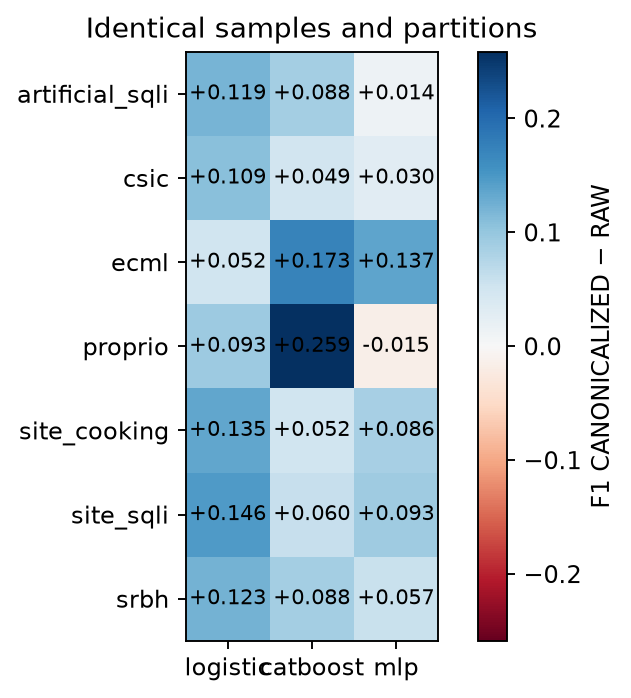 Identical samples and partitions
artificial_sqli +0.119 +0.088 +0.014
csic +0.109 +0.049 +0.030
ecml +0.052 +0.173 +0.137
proprio +0.093 +0.259 -0.015
site_cooking +0.135 +0.052 +0.086
site_sqli +0.146 +0.060 +0.093
srbh +0.123 +0.088 +0.057
logistic catboost mlp
0.2
0.1
0.0
−0.1
−0.2
F1 CANONICALIZED − RAW